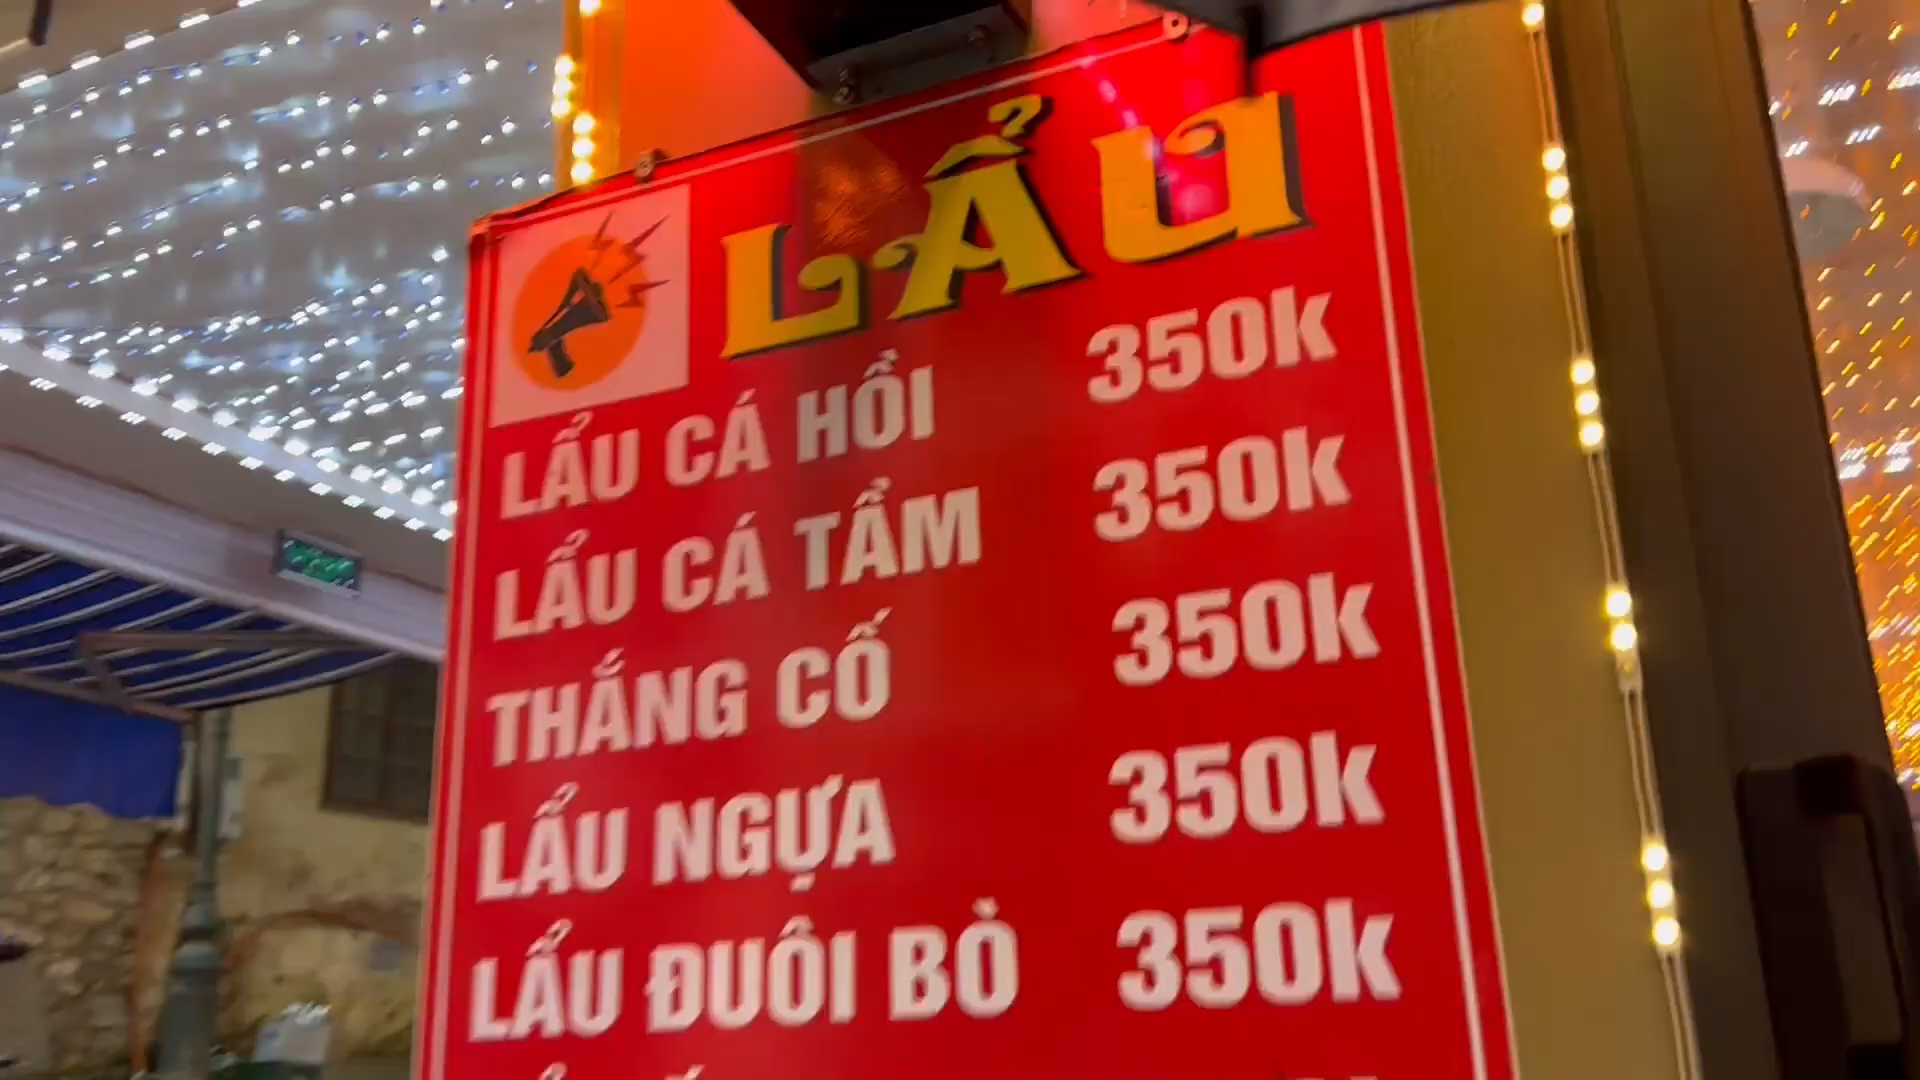 LẨU
LẨU CÁ HỒI 350k
LẨU CÁ TẦM 350k
THẮNG CỐ 350k
LẨU NGỰA 350k
LẨU ĐUÔI BÒ 350k